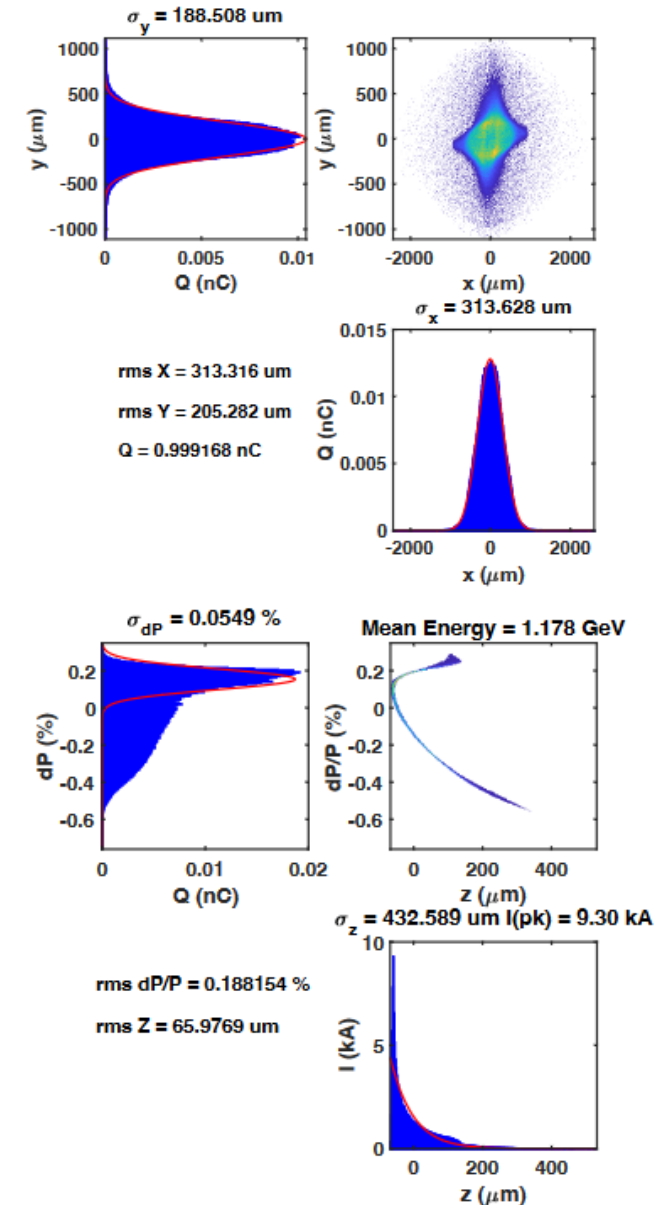 σy = 188.508 um
1000
500
0
-500
-1000
y (μm)
0 0.005 0.01
Q (nC)
1000
500
0
-500
-1000
y (μm)
-2000 0 2000
x (μm)
σx = 313.628 um
0.015
0.01
0.005
0
Q (nC)
-2000 0 2000
x (μm)
rms X = 313.316 um
rms Y = 205.282 um
Q = 0.999168 nC
σdP = 0.0549 %
0.2
0
-0.2
-0.4
-0.6
dP (%)
0 0.01 0.02
Q (nC)
Mean Energy = 1.178 GeV
0.2
0
-0.2
-0.4
-0.6
dP/P (%)
0 200 400
z (μm)
σz = 432.589 um I(pk) = 9.30 kA
10
5
0
I (kA)
0 200 400
z (μm)
rms dP/P = 0.188154 %
rms Z = 65.9769 um